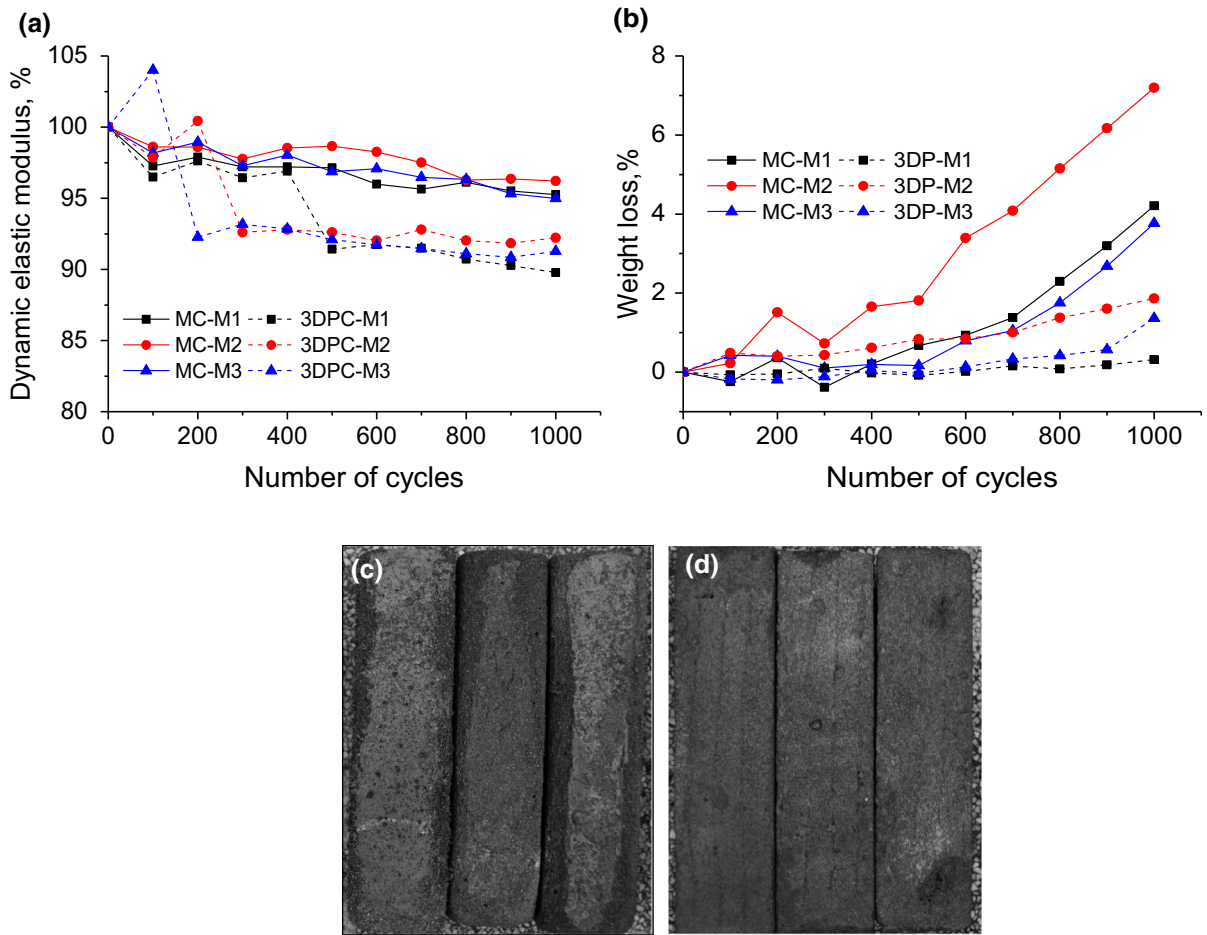 (a)
Dynamic elastic modulus, %
105
100
95
90
85
80
MC-M1 3DPC-M1
MC-M2 3DPC-M2
MC-M3 3DPC-M3
0 200 400 600 800 1000
Number of cycles
(b)
Weight loss,%
8
6
4
2
0
MC-M1 3DP-M1
MC-M2 3DP-M2
MC-M3 3DP-M3
0 200 400 600 800 1000
Number of cycles
(c)
(d)